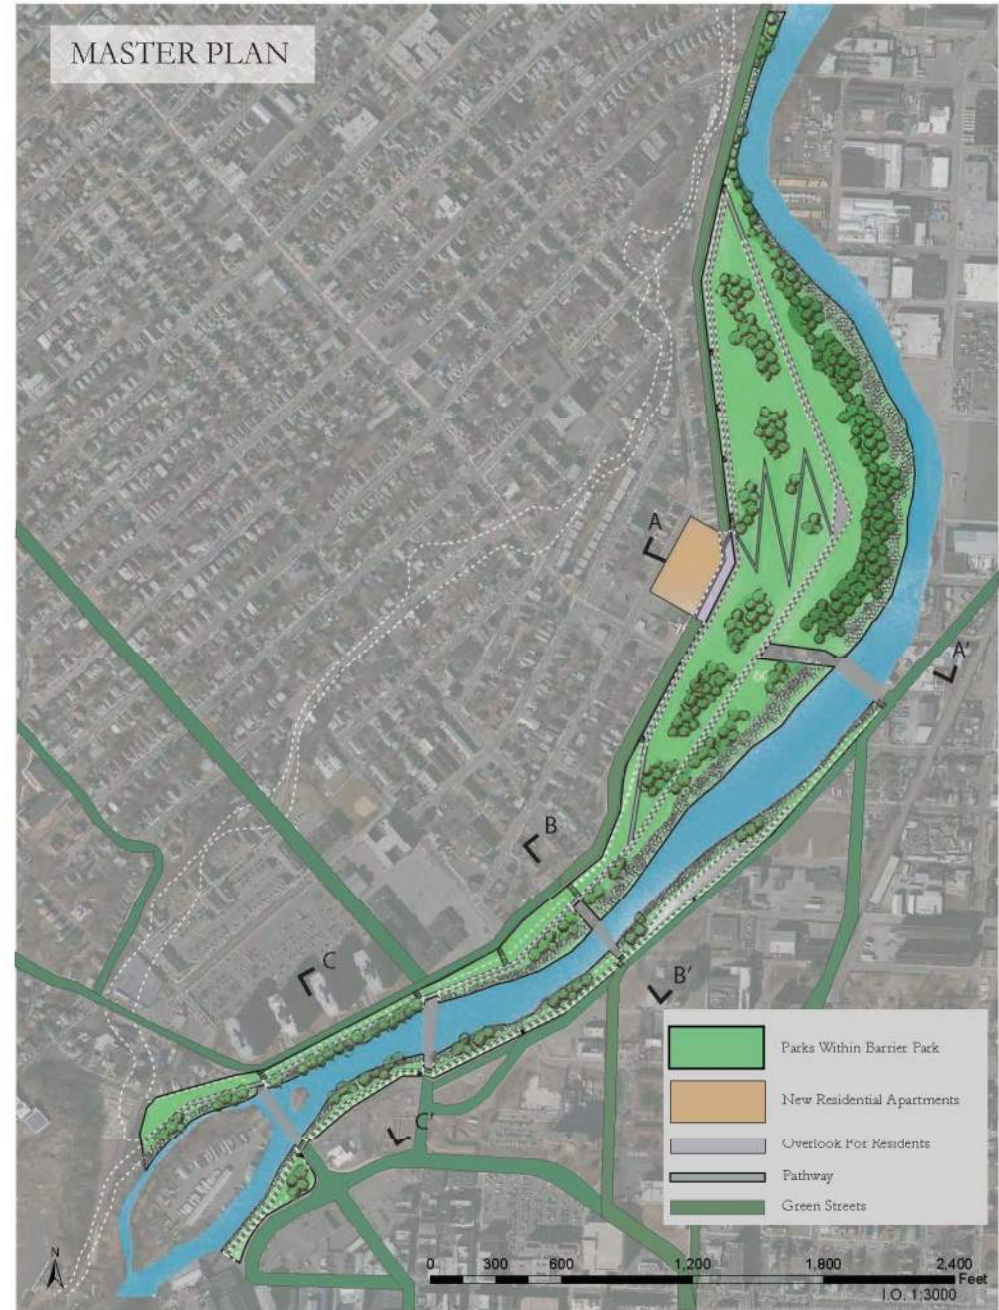 MASTER PLAN
A
A'
B
B'
C
C'
Parks Within Barrier Park
New Residential Apartments
Overlook For Residents
Pathway
Green Streets
N
0 300 600 1,200 1,800 2,400
Feet
I.O. 1:3000